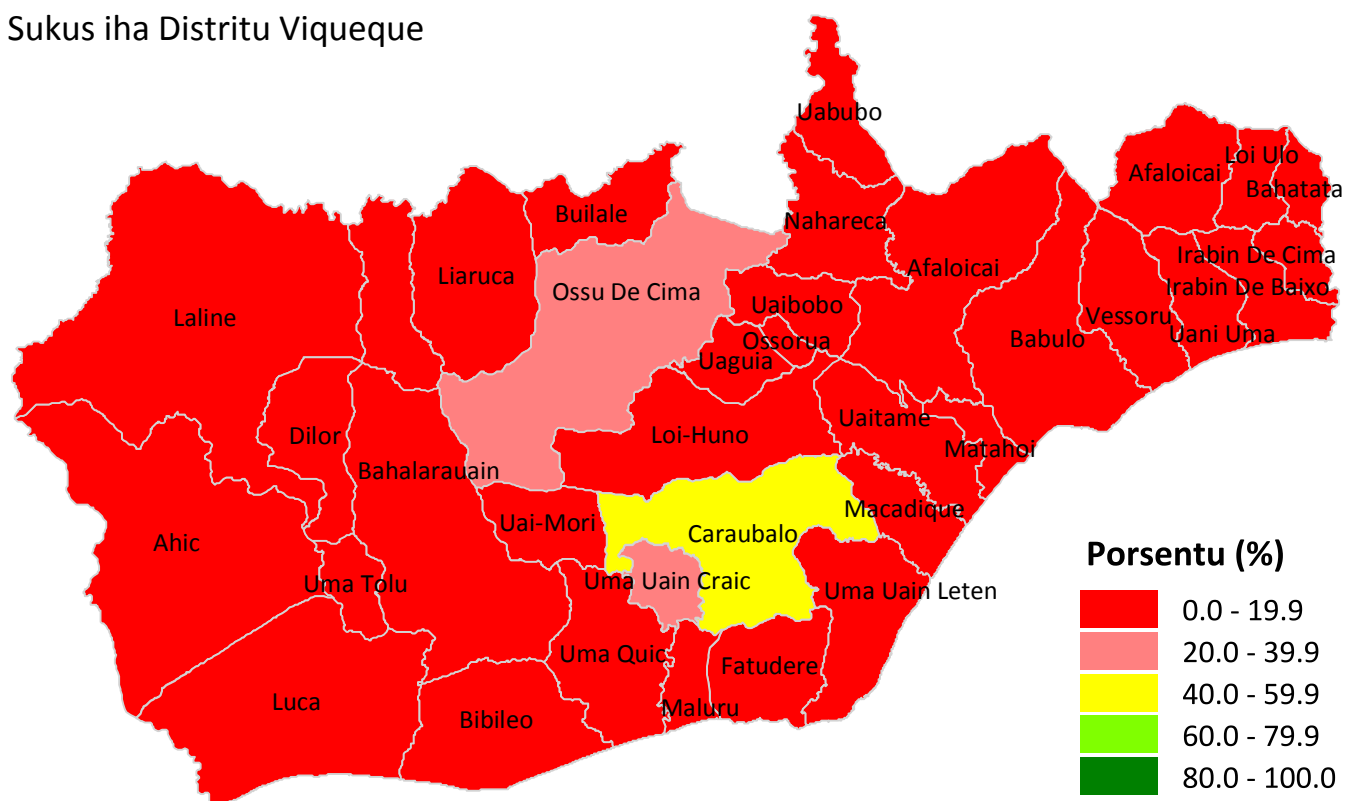 Sukus iha Distritu Viqueque
Uabubo
Loi Ulo
Afaloicai
Bahatata
Builale
Nahareca
Irabin De Cima
Liaruca
Afaloicai
Irabin De Baixo
Ossu De Cima
Uaibobo
Laline
Vessoru
Uani Uma
Ossorua
Babulo
Uaguia
Uaitame
Dilor
Loi-Huno
Matahoi
Bahalarauain
Macadique
Uai-Mori
Caraubalo
Ahic
Uma Tolu
Uma Uain Craic
Uma Uain Leten
Uma Quic
Fatudere
Luca
Maluru
Bibileo
Porsentu (%)
0.0 - 19.9
20.0 - 39.9
40.0 - 59.9
60.0 - 79.9
80.0 - 100.0